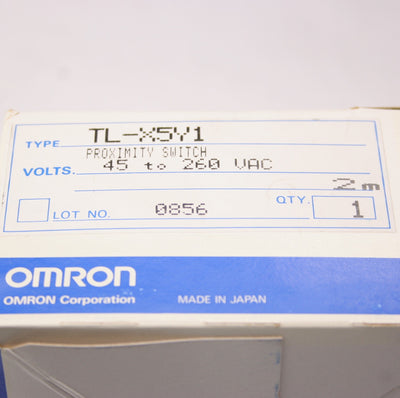 TYPE TL-X5Y1
PROXIMITY SWITCH
VOLTS. 45 to 260 VAC
2m
LOT NO. 0856 QTY. 1
OMRON
OMRON Corporation MADE IN JAPAN